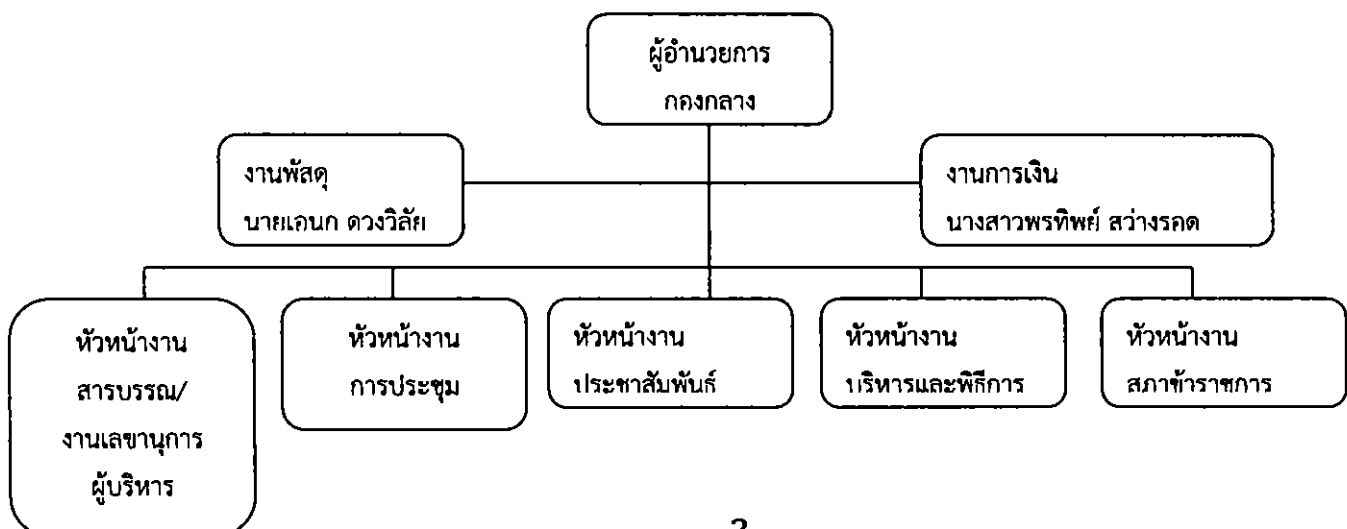 ผู้อำนวยการ
กองกลาง
งานพัสดุ
นายเอนก ดวงวิลัย
งานการเงิน
นางสาวพรทิพย์ สว่างรอด
หัวหน้างาน
สารบรรณ/
งานเลขานุการ
ผู้บริหาร
หัวหน้างาน
การประชุม
หัวหน้างาน
ประชาสัมพันธ์
หัวหน้างาน
บริหารและพิธีการ
หัวหน้างาน
สภาข้าราชการ